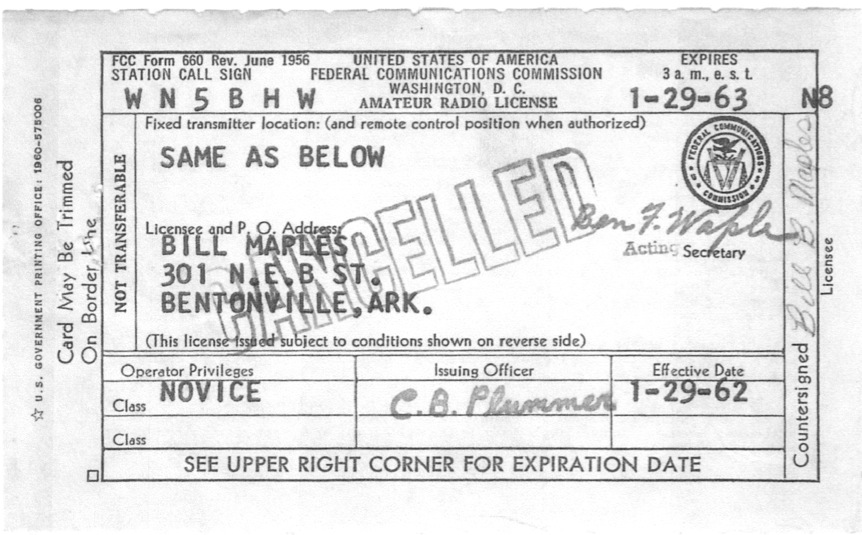 FCC Form 660 Rev. June 1956
STATION CALL SIGN
WN5BHW
UNITED STATES OF AMERICA
FEDERAL COMMUNICATIONS COMMISSION
WASHINGTON, D. C.
AMATEUR RADIO LICENSE
EXPIRES
3 a. m., e. s. t.
1-29-63
N8
Fixed transmitter location: (and remote control position when authorized)
SAME AS BELOW
FEDERAL COMMUNICATIONS
COMMISSION
CANCELLED
Ben F. Waple
Acting Secretary
Licensee and P. O. Address:
BILL MAPLES
301 N.E.B ST.
BENTONVILLE,ARK.
(This license issued subject to conditions shown on reverse side)
NOT TRANSFERABLE
Operator Privileges
Class NOVICE
Class
Issuing Officer
C. B. Plummer
Effective Date
1-29-62
SEE UPPER RIGHT CORNER FOR EXPIRATION DATE
Countersigned Bill B. Maples
Licensee
Card May Be Trimmed
On Border Line
☆ U.S. GOVERNMENT PRINTING OFFICE: 1960-575006